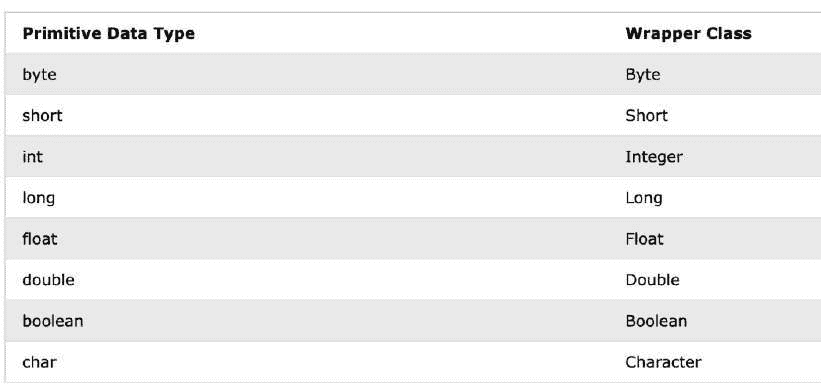 Primitive Data Type Wrapper Class
byte Byte
short Short
int Integer
long Long
float Float
double Double
boolean Boolean
char Character